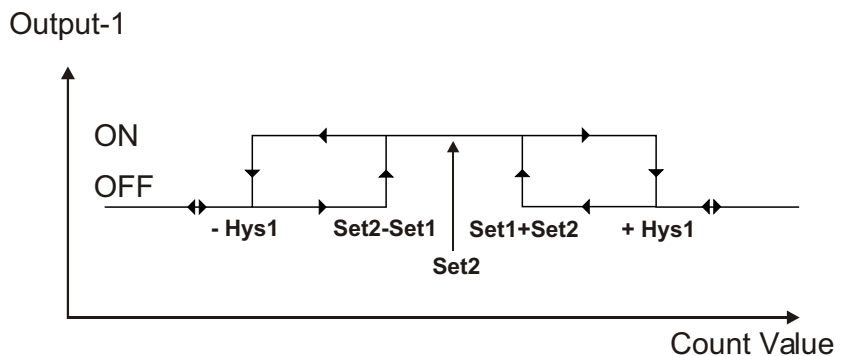 Output-1
ON
OFF
- Hys1 Set2-Set1 Set1+Set2 + Hys1
Set2
Count Value